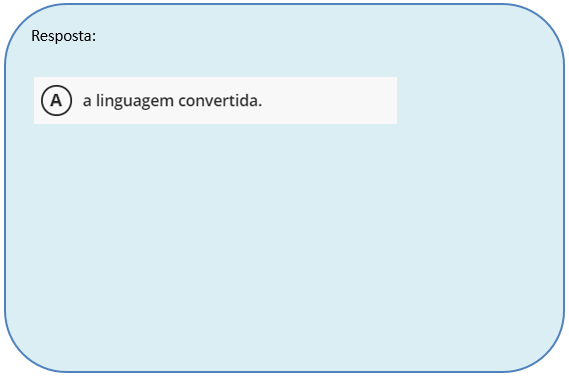 Resposta:
A a linguagem convertida.